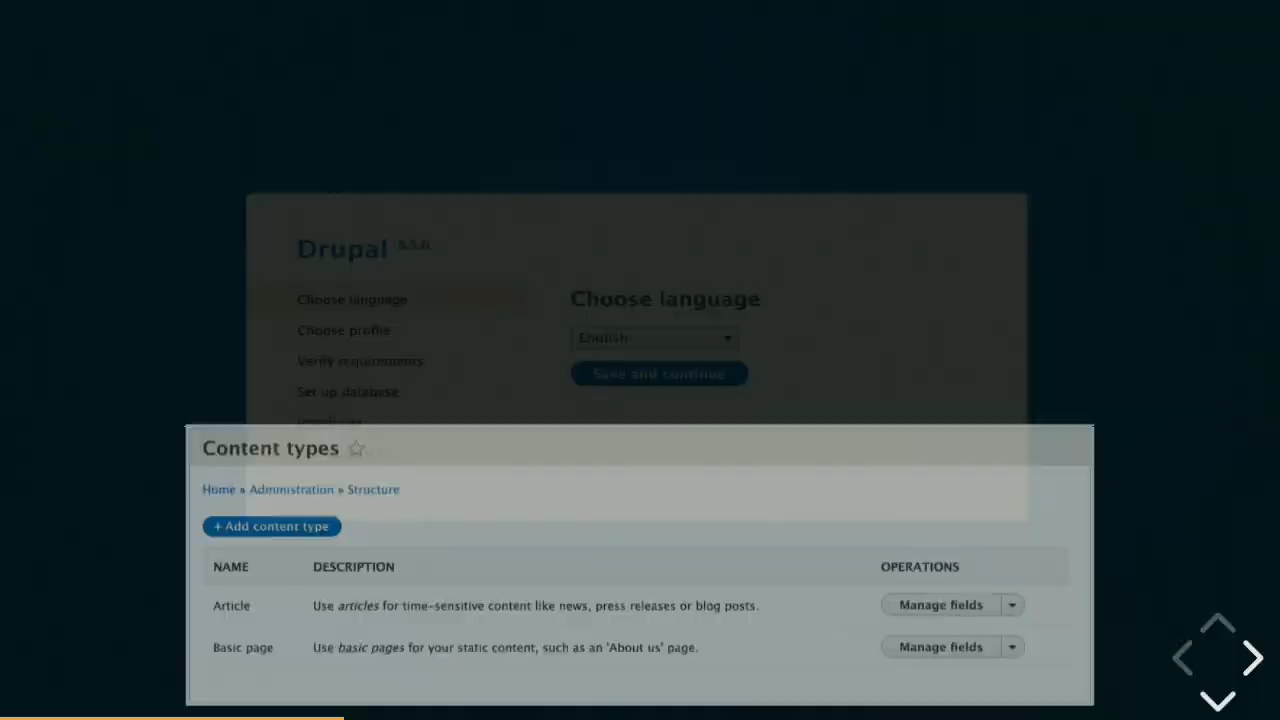 Drupal
Choose language
Choose language
Choose profile
English
Verify requirements
Save and continue
Set up database
Content types
Home » Administration » Structure
+ Add content type
NAME DESCRIPTION OPERATIONS
Article Use articles for time-sensitive content like news, press releases or blog posts. Manage fields
Basic page Use basic pages for your static content, such as an 'About us' page. Manage fields